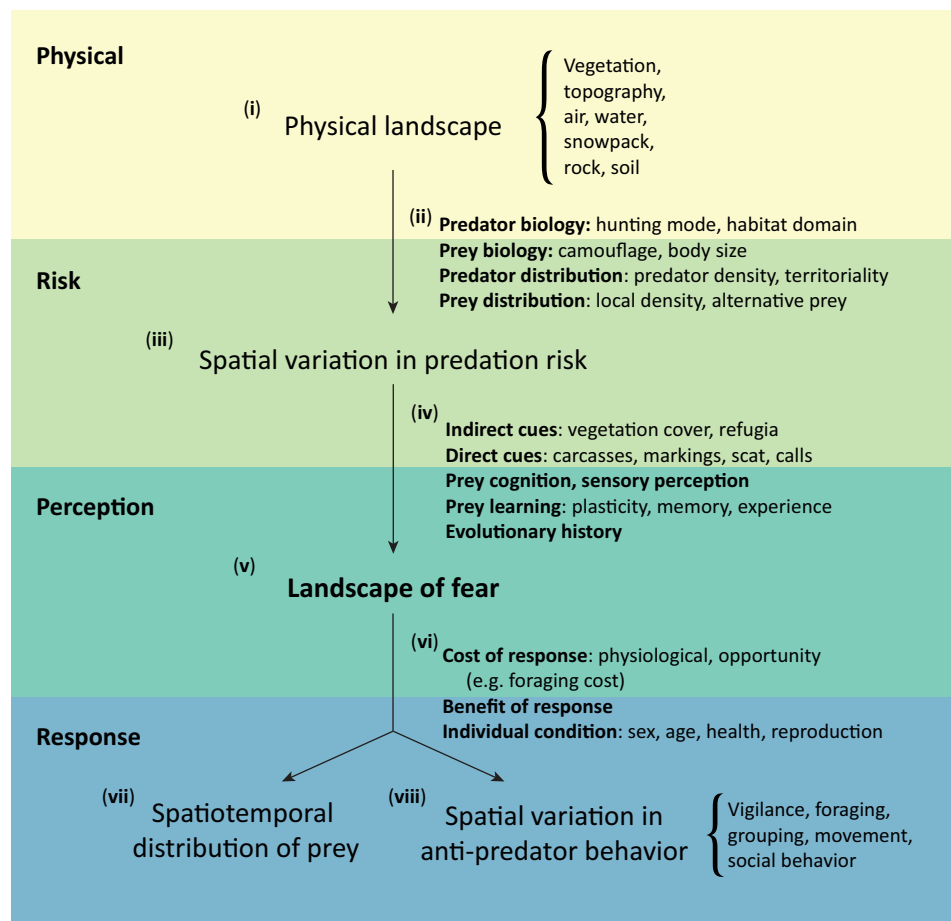 Physical
(i) Physical landscape
Vegetation,
topography,
air, water,
snowpack,
rock, soil
(ii) Predator biology: hunting mode, habitat domain
Prey biology: camouflage, body size
Predator distribution: predator density, territoriality
Prey distribution: local density, alternative prey
Risk
(iii) Spatial variation in predation risk
(iv) Indirect cues: vegetation cover, refugia
Direct cues: carcasses, markings, scat, calls
Prey cognition, sensory perception
Prey learning: plasticity, memory, experience
Evolutionary history
Perception
(v) Landscape of fear
(vi) Cost of response: physiological, opportunity
(e.g. foraging cost)
Benefit of response
Individual condition: sex, age, health, reproduction
Response
(vii) Spatiotemporal
distribution of prey
(viii) Spatial variation in
anti-predator behavior
Vigilance, foraging,
grouping, movement,
social behavior